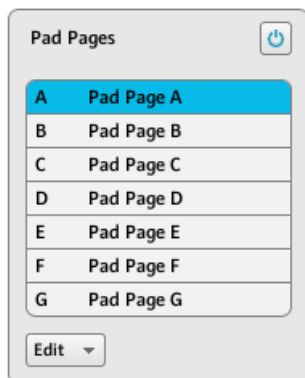 Pad Pages
A Pad Page A
B Pad Page B
C Pad Page C
D Pad Page D
E Pad Page E
F Pad Page F
G Pad Page G
Edit